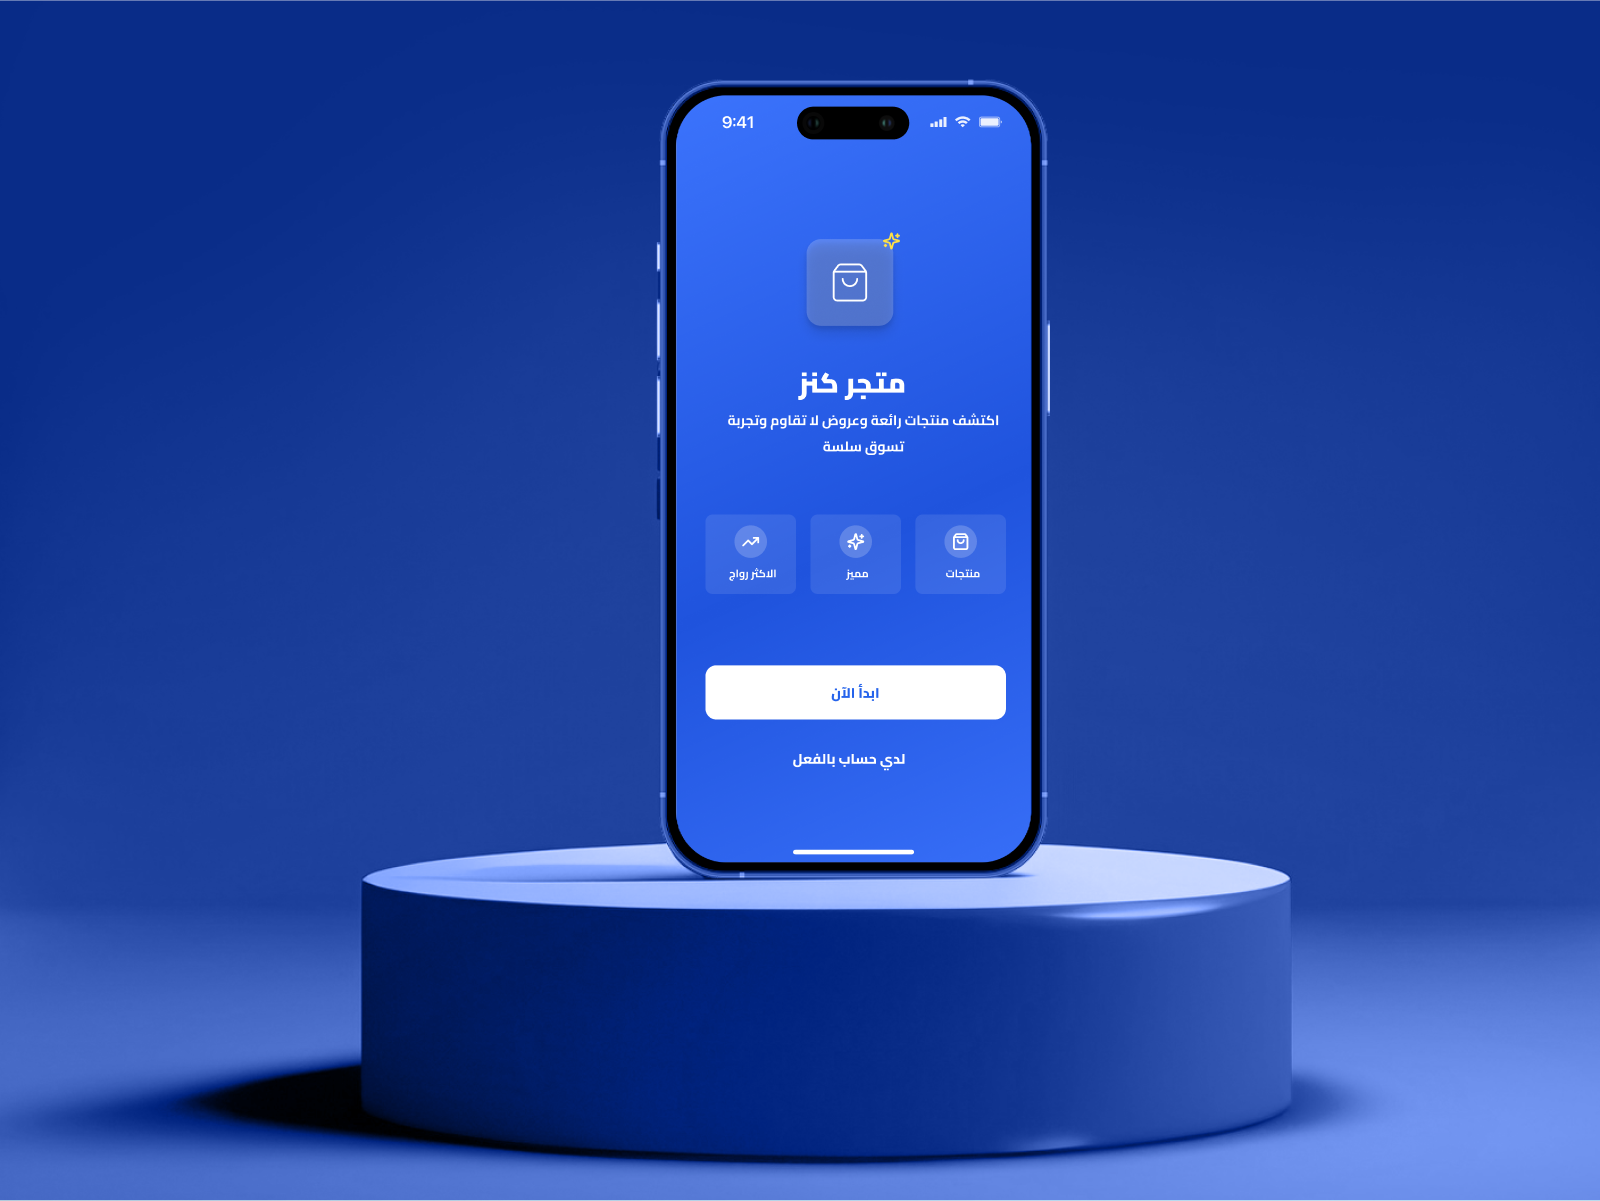 9:41
متجر كنز
اكتشف منتجات رائعة وعروض لا تقاوم وتجربة
تسوق سلسة
منتجات
مميز
الاكثر رواج
ابدأ الآن
لدي حساب بالفعل